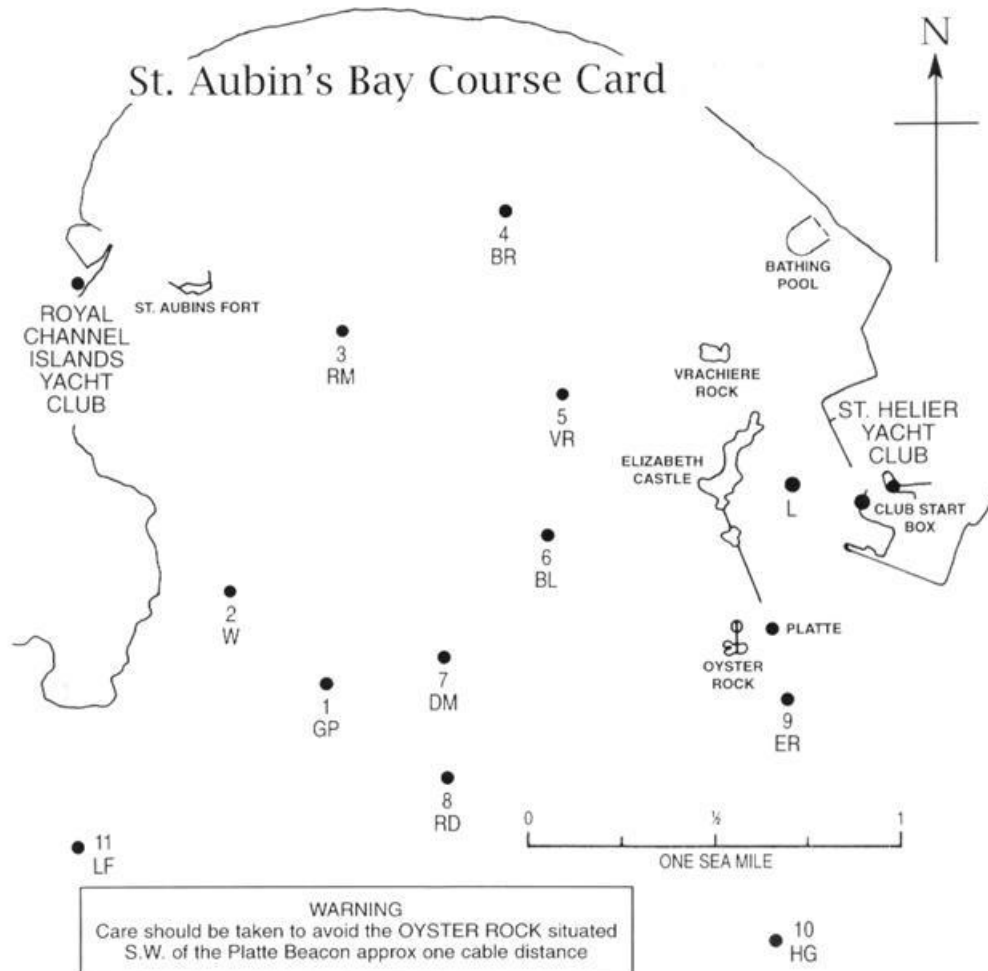 N
St. Aubin's Bay Course Card
4
BR
BATHING
POOL
ROYAL
CHANNEL
ISLANDS
YACHT
CLUB
ST. AUBINS FORT
3
RM
VRACHIERE
ROCK
5
VR
ST. HELIER
YACHT
CLUB
ELIZABETH
CASTLE
L
CLUB START
BOX
6
BL
2
W
PLATTE
OYSTER
ROCK
7
DM
1
GP
9
ER
8
RD
0 ½ 1
ONE SEA MILE
11
LF
WARNING
Care should be taken to avoid the OYSTER ROCK situated
S.W. of the Platte Beacon approx one cable distance
10
HG